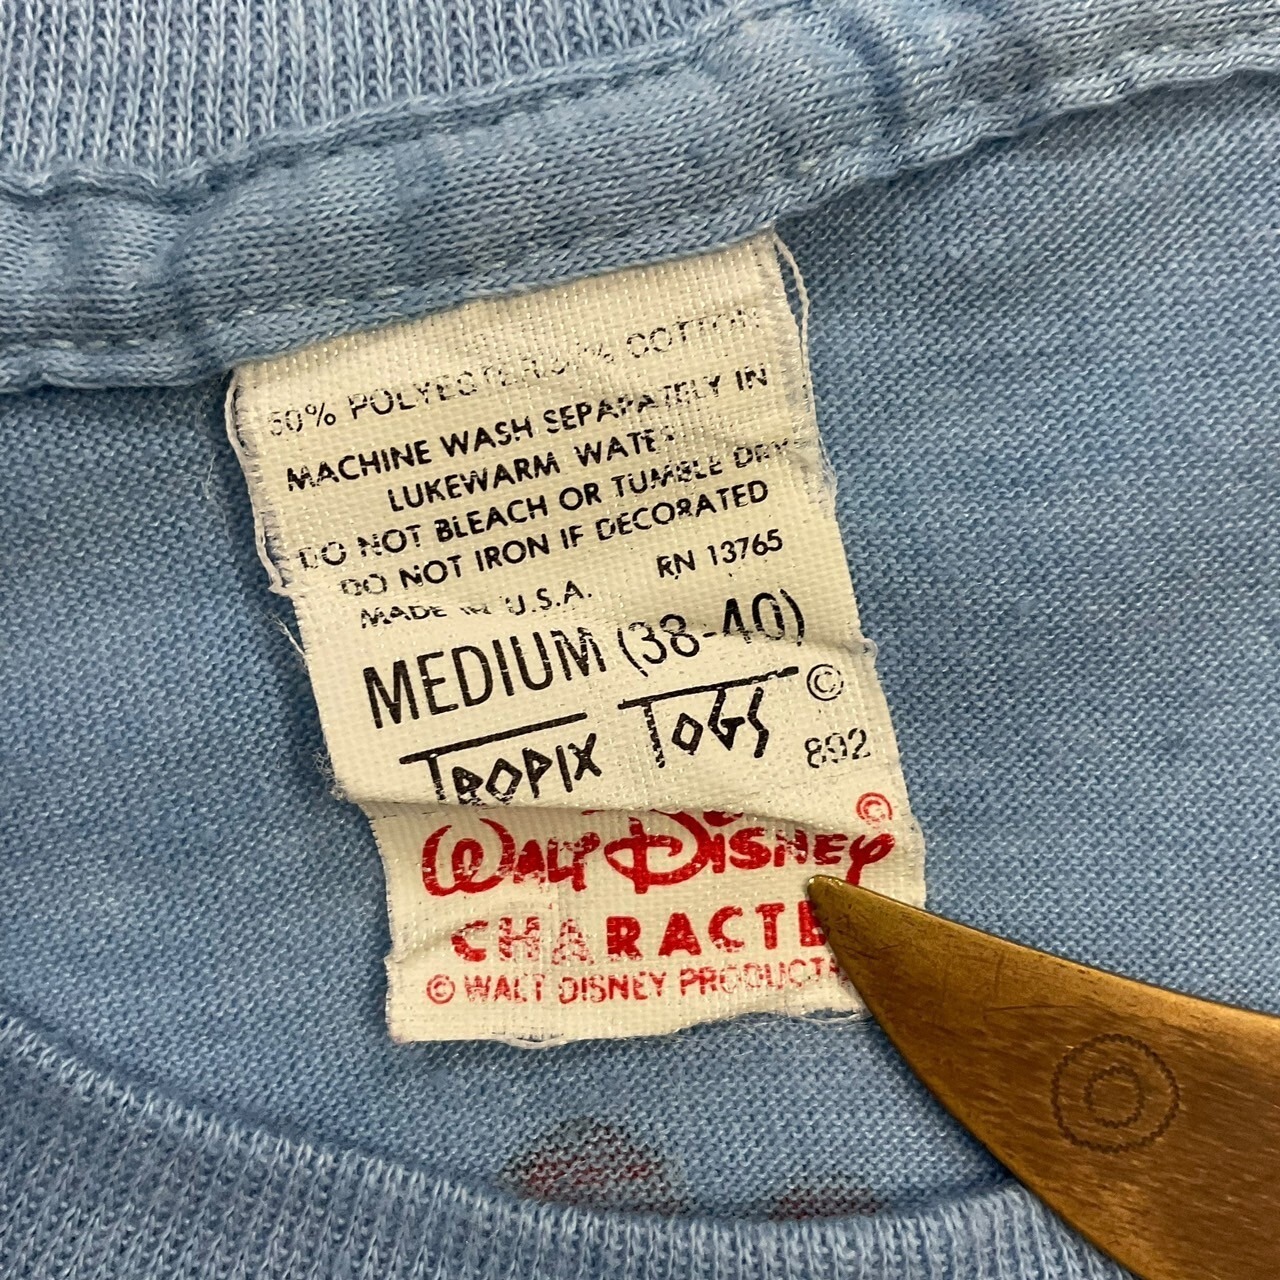 50% POLYESTER 50% COTTON
MACHINE WASH SEPARATELY IN
LUKEWARM WATER
DO NOT BLEACH OR TUMBLE DRY
DO NOT IRON IF DECORATED
MADE IN U.S.A. RN 13765
MEDIUM (38-40)
TROPIX TOGS ©
892
WALT DISNEY ©
CHARACTE
© WALT DISNEY PRODUCT